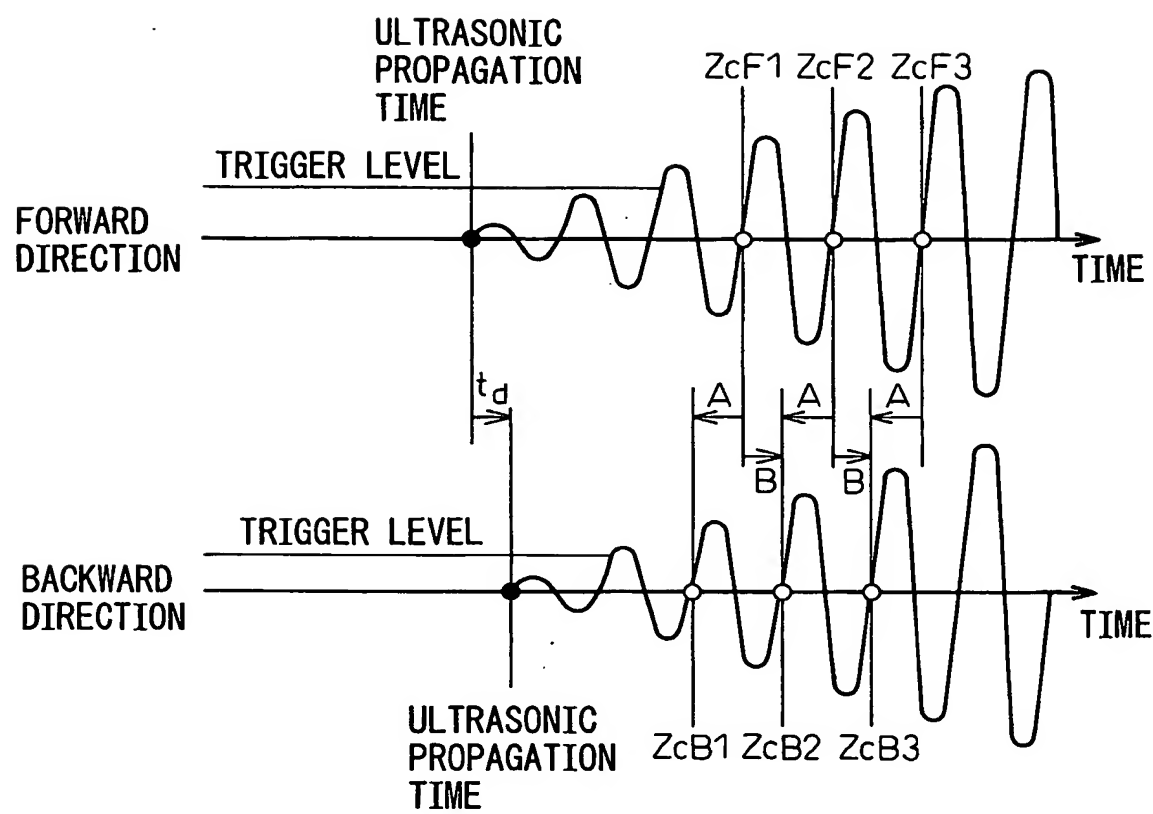 ULTRASONIC
PROPAGATION
TIME
ZcF1 ZcF2 ZcF3
TRIGGER LEVEL
FORWARD
DIRECTION
TIME
td
A A A
B B
TRIGGER LEVEL
BACKWARD
DIRECTION
TIME
ULTRASONIC
PROPAGATION
TIME
ZcB1 ZcB2 ZcB3